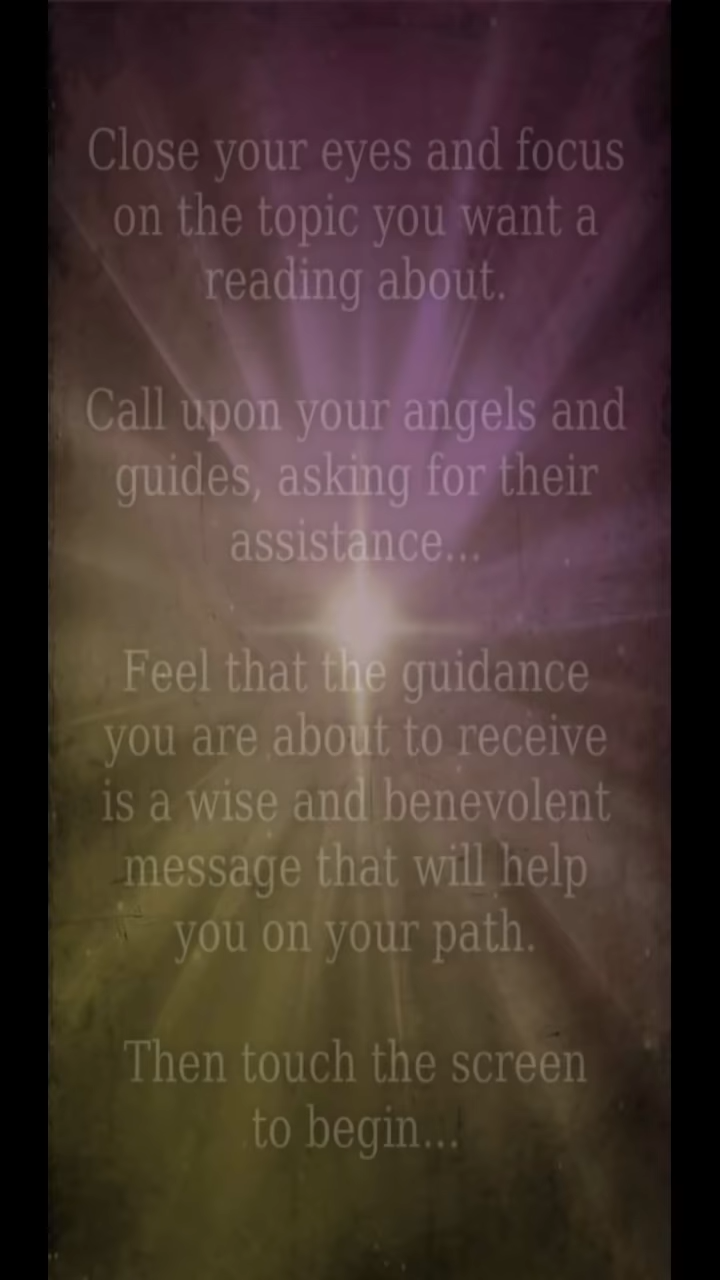 Close your eyes and focus
on the topic you want a
reading about.
Call upon your angels and
guides, asking for their
assistance...
Feel that the guidance
you are about to receive
is a wise and benevolent
message that will help
you on your path.
Then touch the screen
to begin...